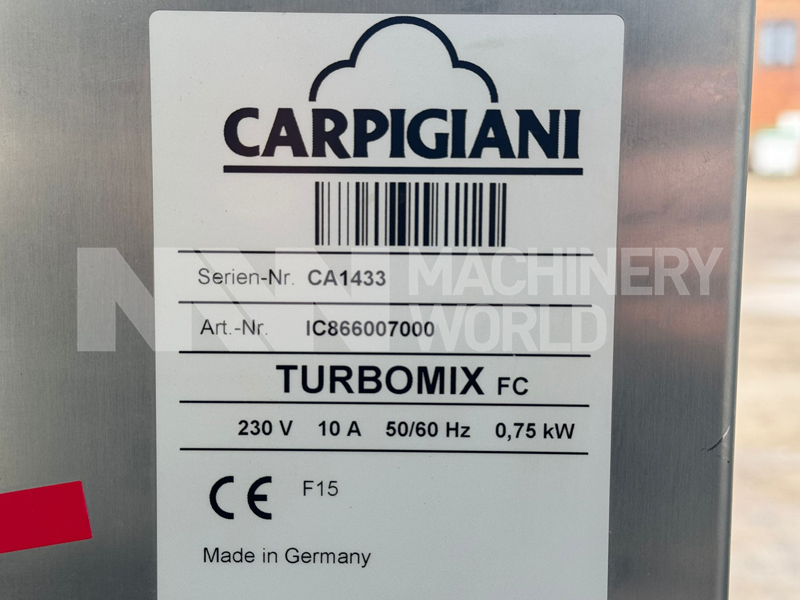 CARPIGIANI
Serien-Nr. CA1433
Art.-Nr. IC866007000
TURBOMIX FC
230 V 10 A 50/60 Hz 0,75 kW
CE F15
Made in Germany
MACHINERY
WORLD